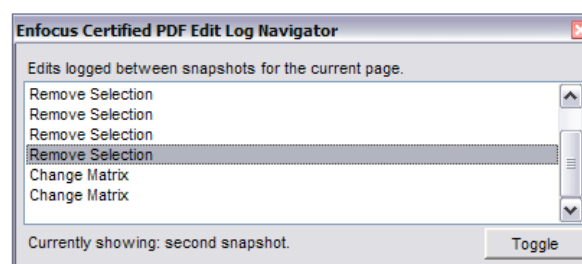 Enfocus Certified PDF Edit Log Navigator
Edits logged between snapshots for the current page.
Remove Selection
Remove Selection
Remove Selection
Remove Selection
Change Matrix
Change Matrix
Currently showing: second snapshot.
Toggle